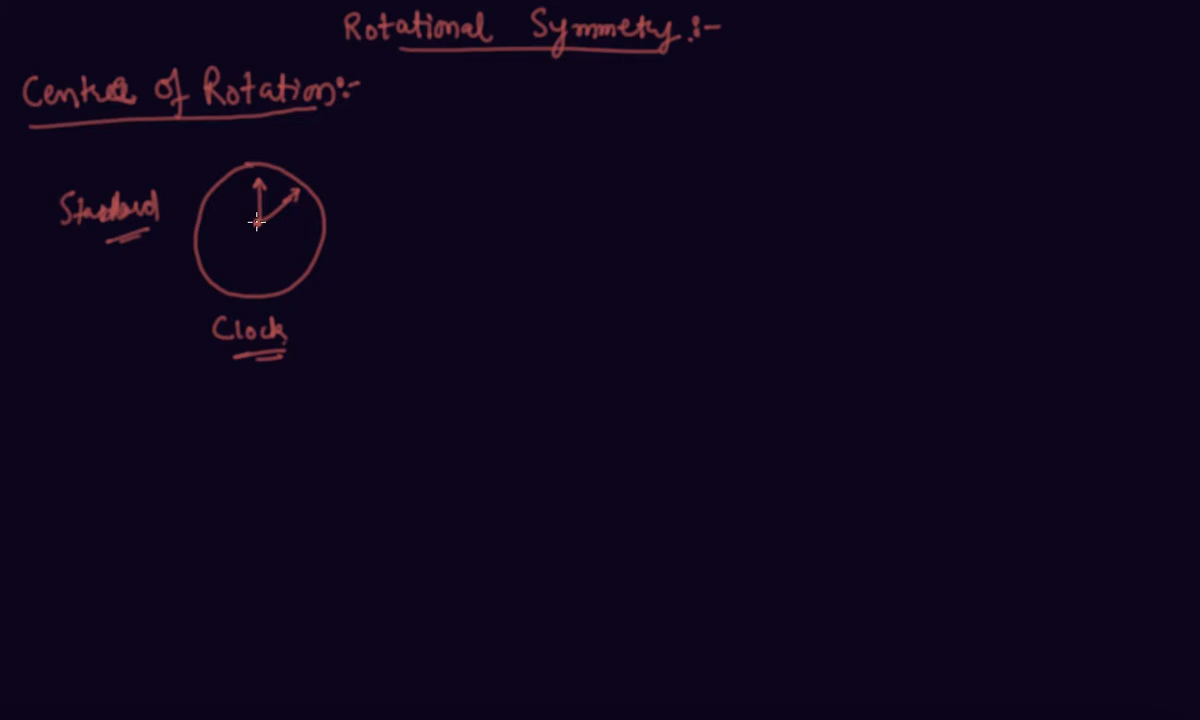 Rotational Symmetry :-
Centre of Rotation :-
Standard
Clock